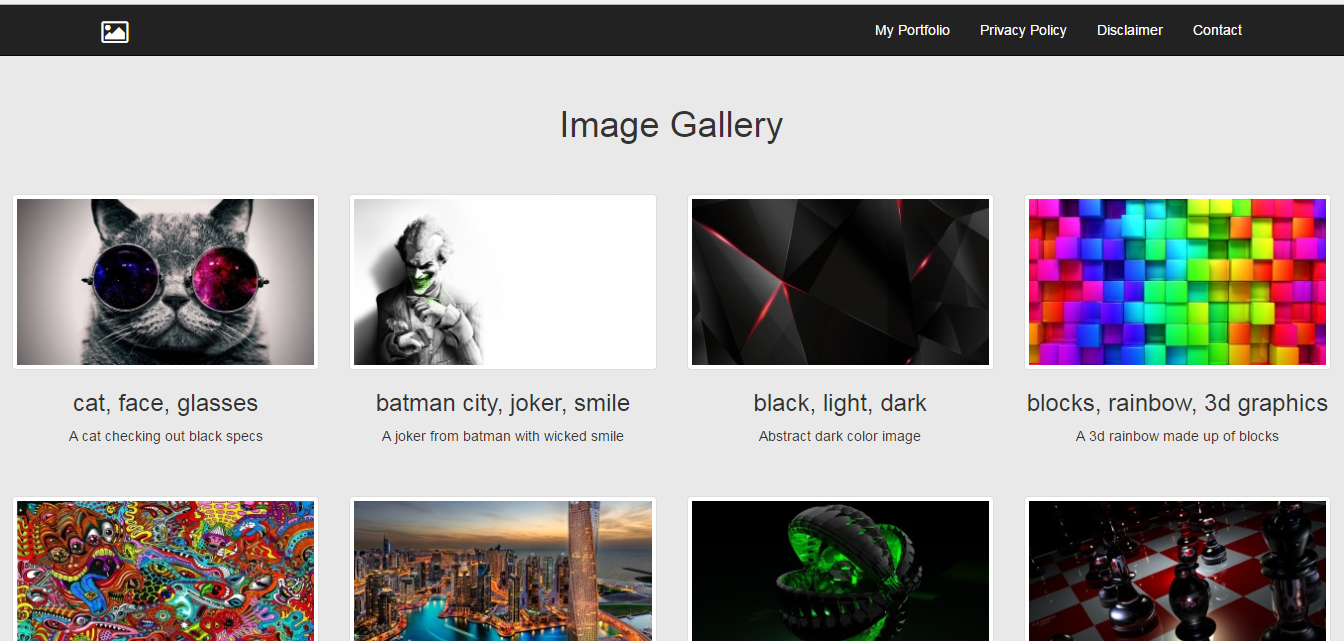 My Portfolio Privacy Policy Disclaimer Contact
Image Gallery
cat, face, glasses
A cat checking out black specs
batman city, joker, smile
A joker from batman with wicked smile
black, light, dark
Abstract dark color image
blocks, rainbow, 3d graphics
A 3d rainbow made up of blocks